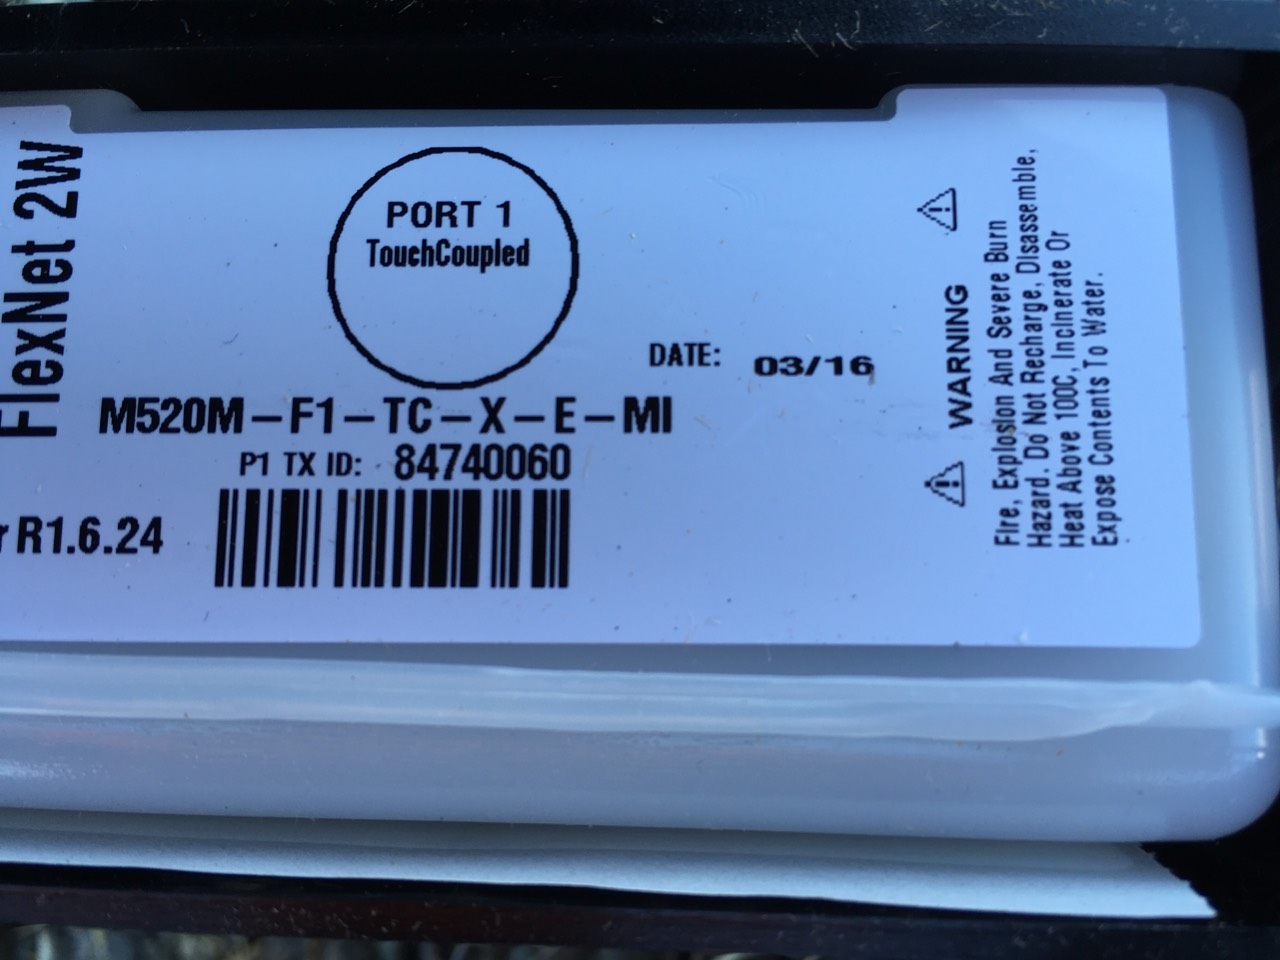 FlexNet 2W
PORT 1
TouchCoupled
DATE: 03/16
M520M-F1-TC-X-E-MI
P1 TX ID: 84740060
R1.6.24
WARNING
Fire, Explosion And Severe Burn
Hazard. Do Not Recharge, Disassemble,
Heat Above 100C, Incinerate Or
Expose Contents To Water.